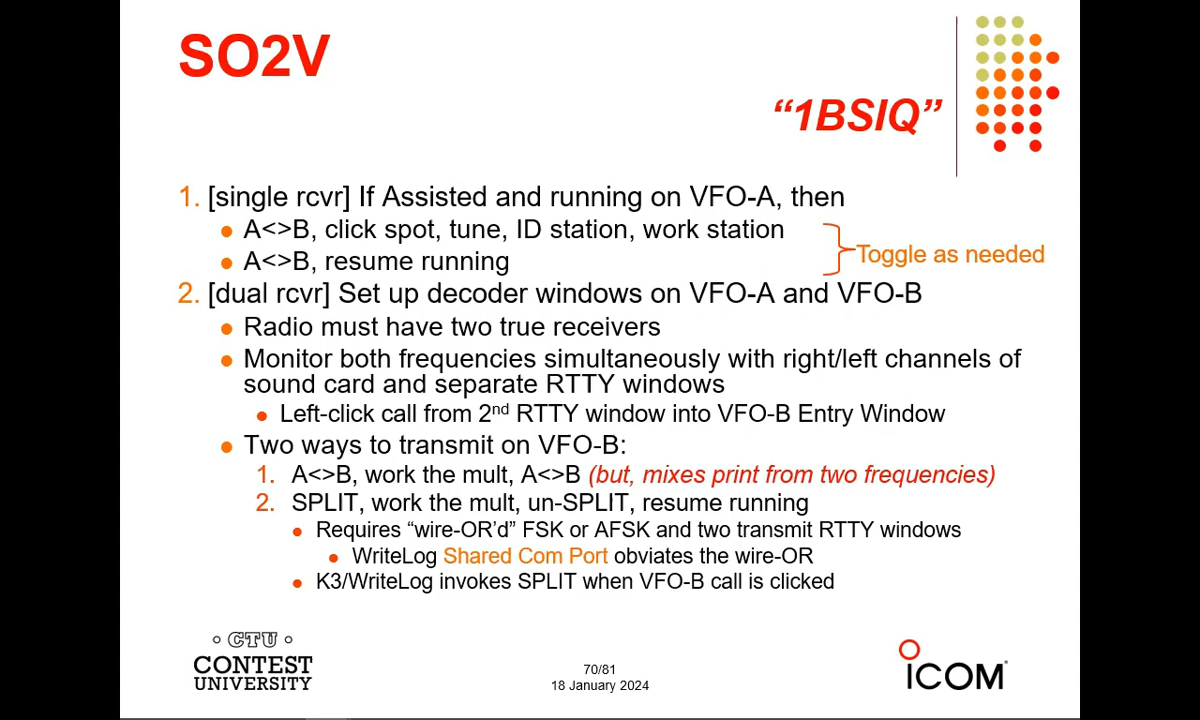 SO2V
“1BSIQ”
1. [single rcvr] If Assisted and running on VFO-A, then
● A<>B, click spot, tune, ID station, work station
● A<>B, resume running
Toggle as needed
2. [dual rcvr] Set up decoder windows on VFO-A and VFO-B
● Radio must have two true receivers
● Monitor both frequencies simultaneously with right/left channels of
sound card and separate RTTY windows
● Left-click call from 2nd RTTY window into VFO-B Entry Window
● Two ways to transmit on VFO-B:
1. A<>B, work the mult, A<>B (but, mixes print from two frequencies)
2. SPLIT, work the mult, un-SPLIT, resume running
● Requires “wire-OR’d” FSK or AFSK and two transmit RTTY windows
● WriteLog Shared Com Port obviates the wire-OR
● K3/WriteLog invokes SPLIT when VFO-B call is clicked
CTU
CONTEST
UNIVERSITY
70/81
18 January 2024
ICOM